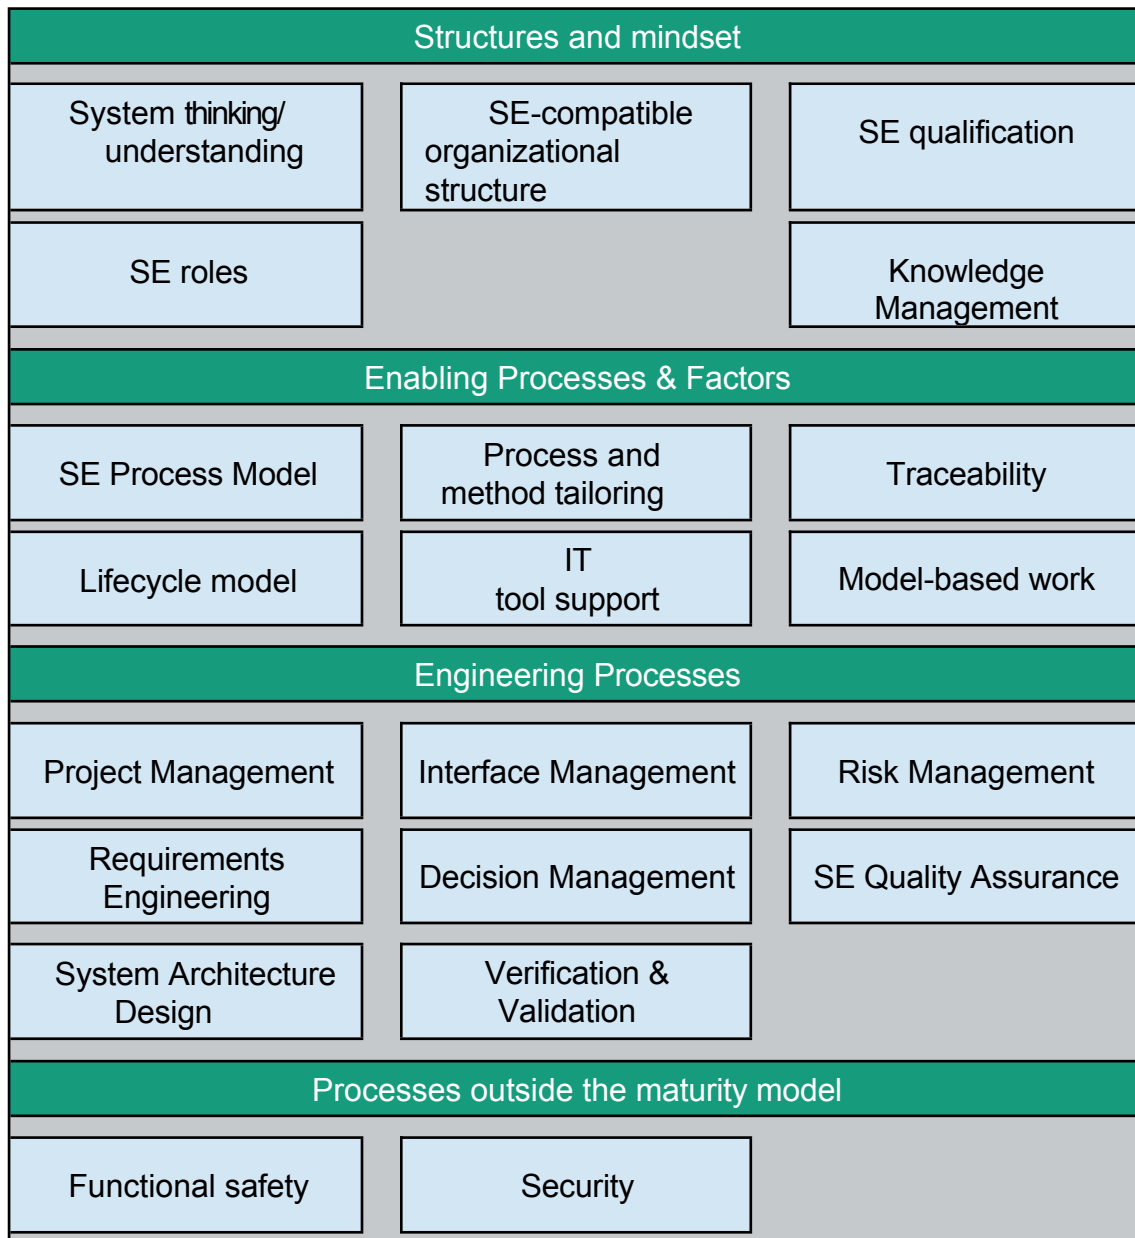 Structures and mindset
System thinking/
understanding
SE-compatible
organizational
structure
SE qualification
SE roles
Knowledge
Management
Enabling Processes & Factors
SE Process Model
Process and
method tailoring
Traceability
Lifecycle model
IT
tool support
Model-based work
Engineering Processes
Project Management
Interface Management
Risk Management
Requirements
Engineering
Decision Management
SE Quality Assurance
System Architecture
Design
Verification &
Validation
Processes outside the maturity model
Functional safety
Security